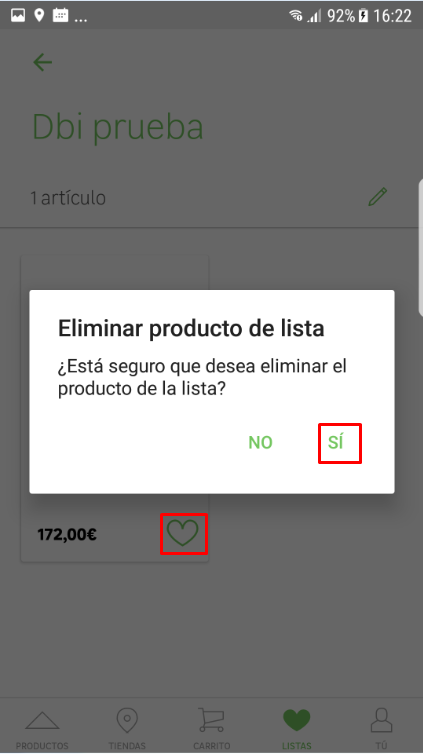 ... 92% 16:22
Dbi prueba
1 artículo
Eliminar producto de lista
¿Está seguro que desea eliminar el
producto de la lista?
NO SÍ
172,00€
PRODUCTOS TIENDAS CARRITO LISTAS TÚ